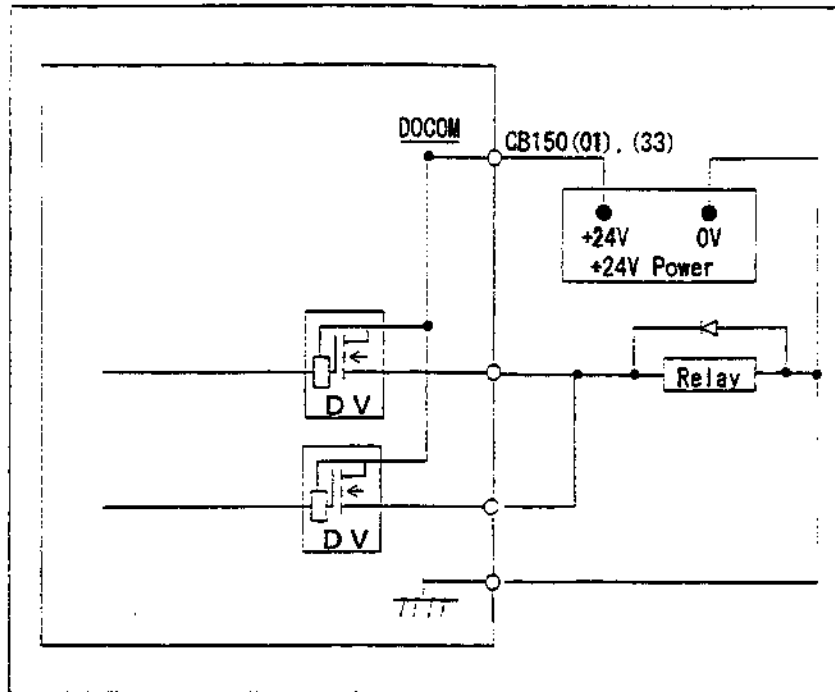 DOCOM
CB150(01), (33)
+24V
0V
+24V Power
Relay
DV
DV